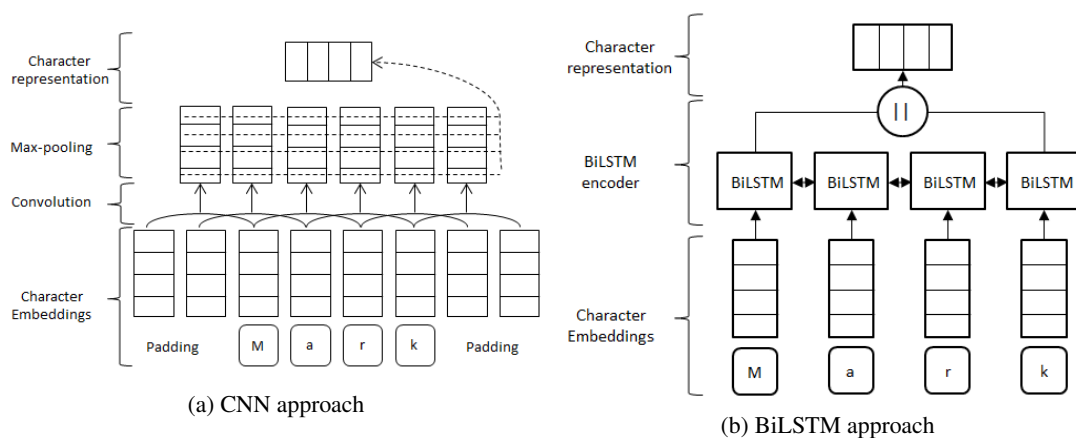 Character
representation
Max-pooling
Convolution
Character
Embeddings
Padding
M
a
r
k
Padding
(a) CNN approach
Character
representation
||
BiLSTM
encoder
BiLSTM
BiLSTM
BiLSTM
BiLSTM
Character
Embeddings
M
a
r
k
(b) BiLSTM approach